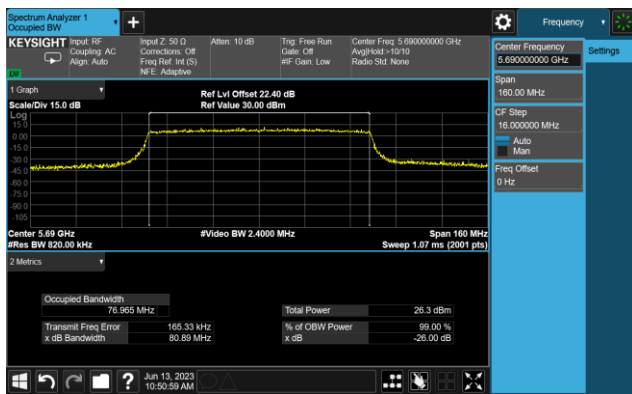 Spectrum Analyzer 1
Occupied BW
Frequency
KEYSIGHT
Input: RF
Coupling: AC
Align: Auto
Input Z: 50 Ω
Corrections: Off
Freq Ref: Int (S)
NFE: Adaptive
Atten: 10 dB
Trig: Free Run
Gate: Off
#IF Gain: Low
Center Freq: 5.690000000 GHz
Avg|Hold:>10/10
Radio Std: None
LXI
1 Graph
Scale/Div 15.0 dB
Ref Lvl Offset 22.40 dB
Ref Value 30.00 dBm
Log
15.0
0.00
-15.0
-30.0
-45.0
-60.0
-75.0
-90.0
-105
Center 5.69 GHz
#Res BW 820.00 kHz
#Video BW 2.4000 MHz
Span 160 MHz
Sweep 1.07 ms (2001 pts)
2 Metrics
Occupied Bandwidth
76.965 MHz
Total Power 26.3 dBm
Transmit Freq Error 165.33 kHz
% of OBW Power 99.00 %
x dB Bandwidth 80.89 MHz
x dB -26.00 dB
Jun 13, 2023
10:50:59 AM
Center Frequency
5.690000000 GHz
Settings
Span
160.00 MHz
CF Step
16.000000 MHz
Auto
Man
Freq Offset
0 Hz